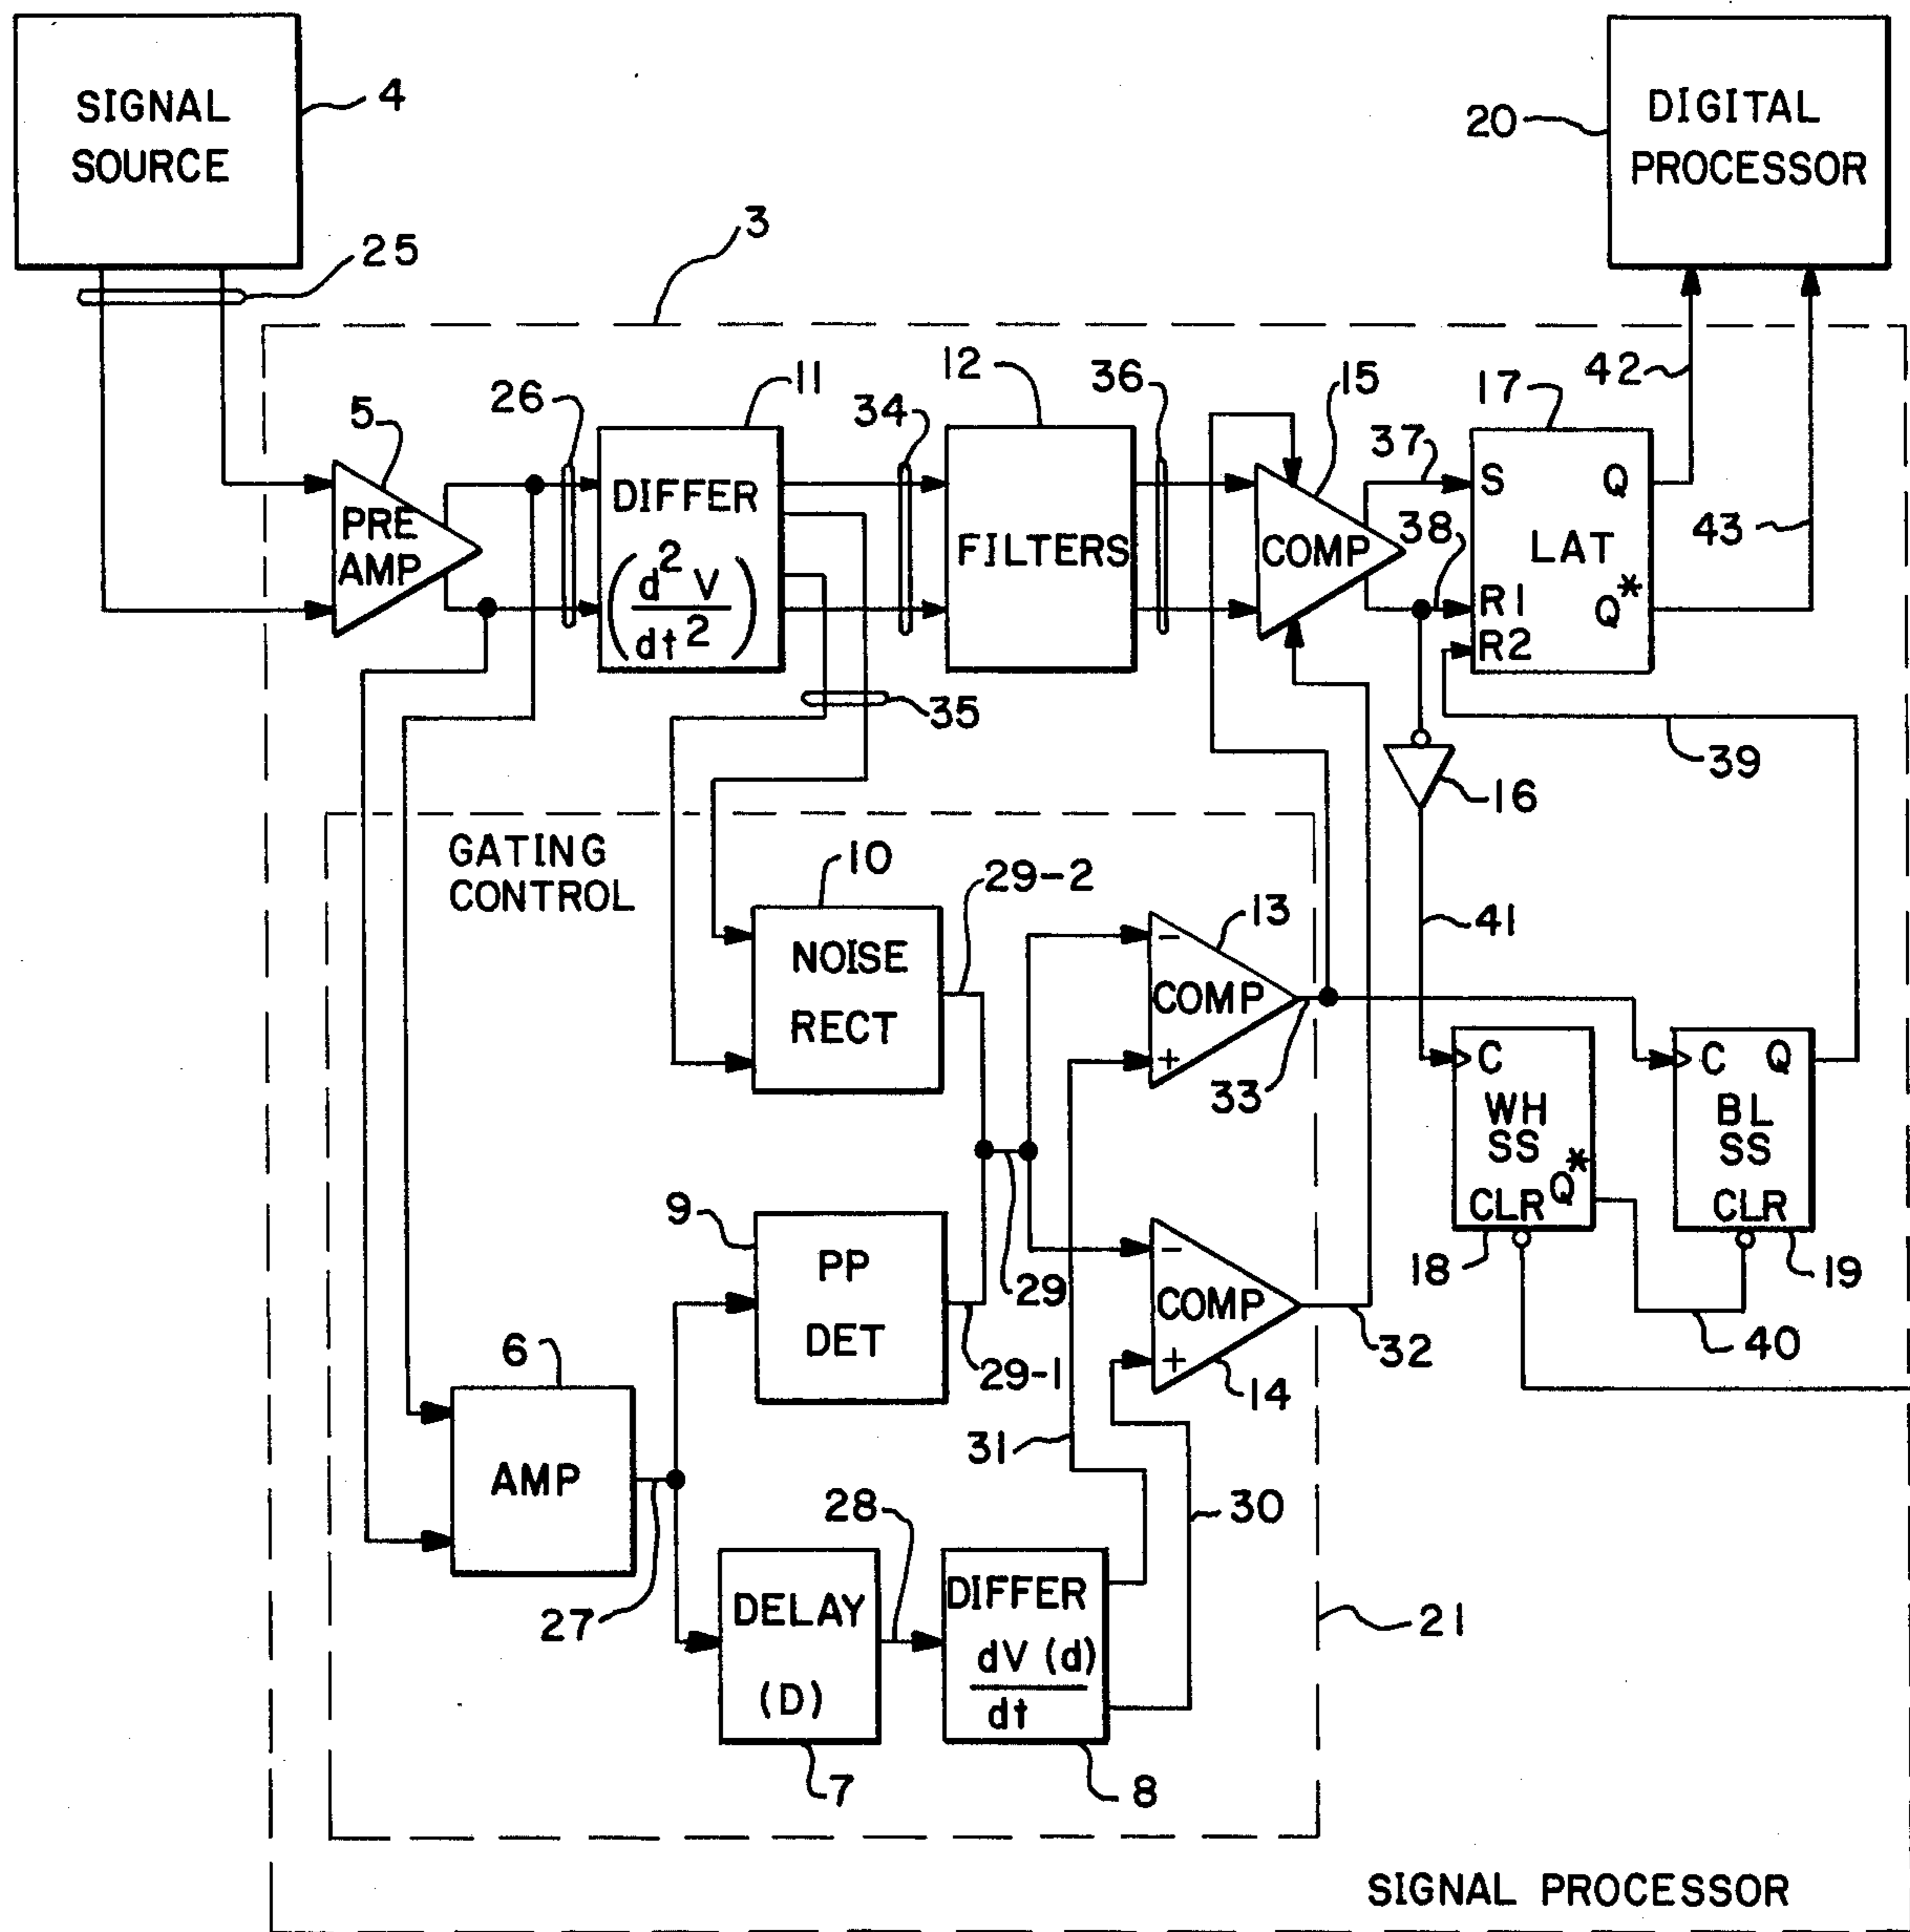 SIGNAL
SOURCE
4
20
DIGITAL
PROCESSOR
25
3
5
26
11
34
12
36
15
37
17
42
43
PRE
AMP
DIFFER
(d² V
dt²)
FILTERS
COMP
38
S Q
LAT
R1 Q*
R2
35
39
16
GATING
CONTROL
10
29-2
NOISE
RECT
13
-
COMP
+
33
41
C
WH
SS
Q*
CLR
18
C Q
BL
SS
CLR
19
40
9
PP
DET
29
29-1
-
COMP
+
14
32
6
AMP
27
31
30
28
DELAY
(D)
7
DIFFER
dV (d)
dt
8
21
SIGNAL PROCESSOR